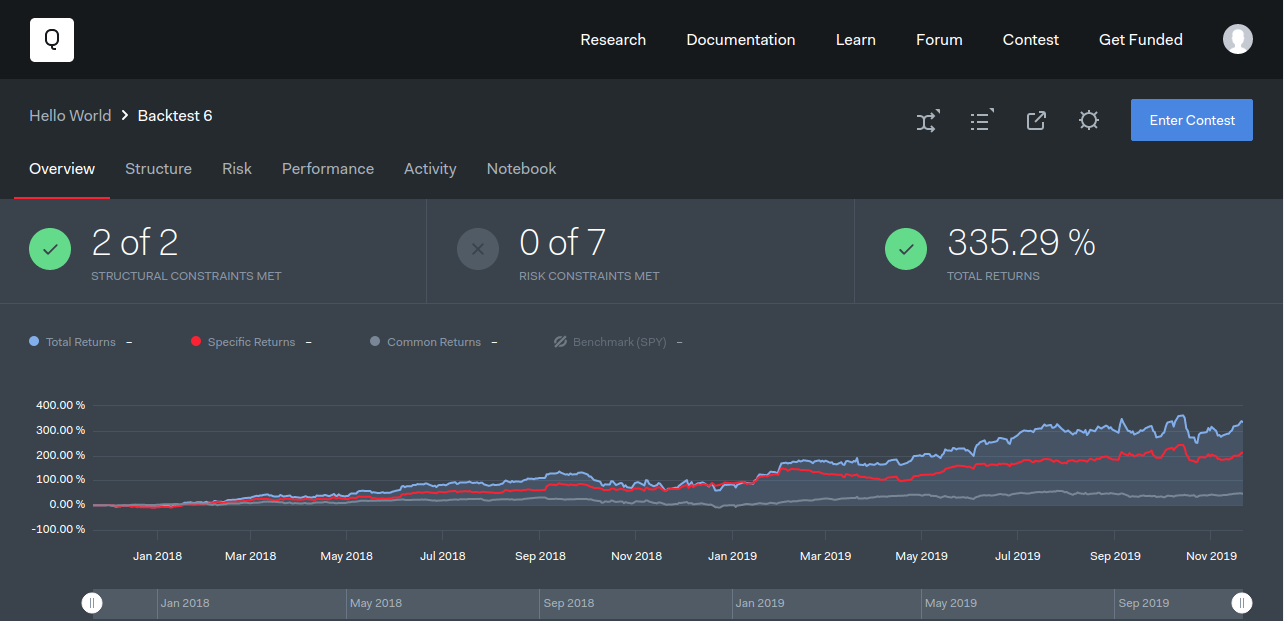 Q
Research Documentation Learn Forum Contest Get Funded
Hello World > Backtest 6
Enter Contest
Overview Structure Risk Performance Activity Notebook
2 of 2
STRUCTURAL CONSTRAINTS MET
0 of 7
RISK CONSTRAINTS MET
335.29 %
TOTAL RETURNS
Total Returns – Specific Returns – Common Returns – Benchmark (SPY) –
400.00 %
300.00 %
200.00 %
100.00 %
0.00 %
-100.00 %
Jan 2018 Mar 2018 May 2018 Jul 2018 Sep 2018 Nov 2018 Jan 2019 Mar 2019 May 2019 Jul 2019 Sep 2019 Nov 2019
Jan 2018 May 2018 Sep 2018 Jan 2019 May 2019 Sep 2019